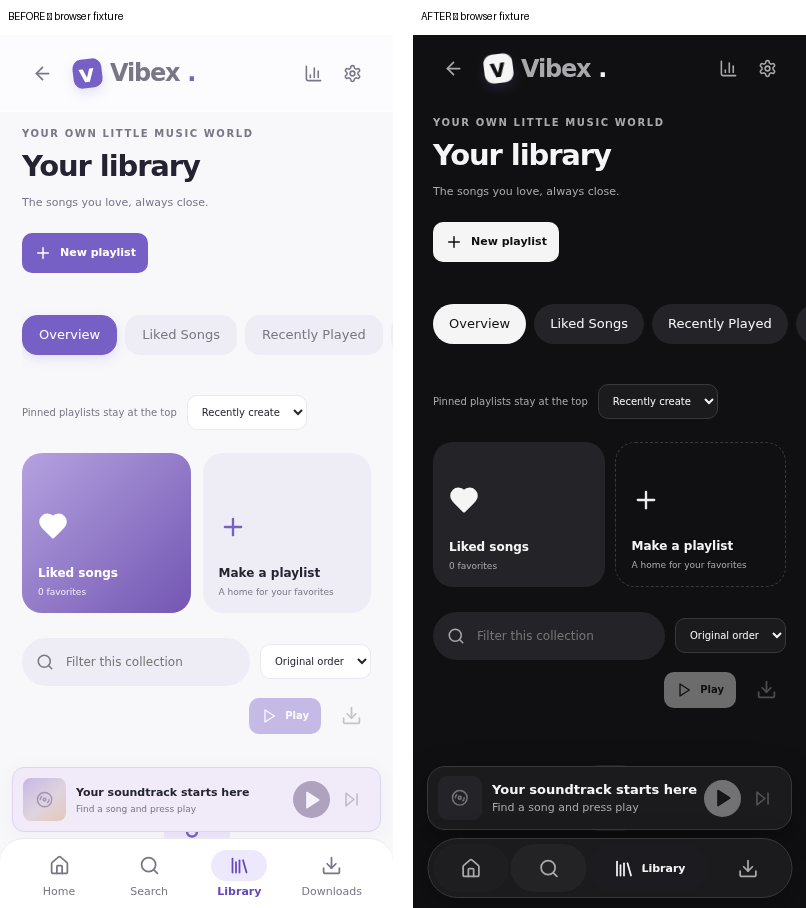 BEFORE browser fixture
V Vibex .
YOUR OWN LITTLE MUSIC WORLD
Your library
The songs you love, always close.
New playlist
Overview
Liked Songs
Recently Played
Pinned playlists stay at the top
Recently create
Liked songs
0 favorites
Make a playlist
A home for your favorites
Filter this collection
Original order
Play
Your soundtrack starts here
Find a song and press play
Home
Search
Library
Downloads
AFTER browser fixture
V Vibex .
YOUR OWN LITTLE MUSIC WORLD
Your library
The songs you love, always close.
New playlist
Overview
Liked Songs
Recently Played
Pinned playlists stay at the top
Recently create
Liked songs
0 favorites
Make a playlist
A home for your favorites
Filter this collection
Original order
Play
Your soundtrack starts here
Find a song and press play
Library